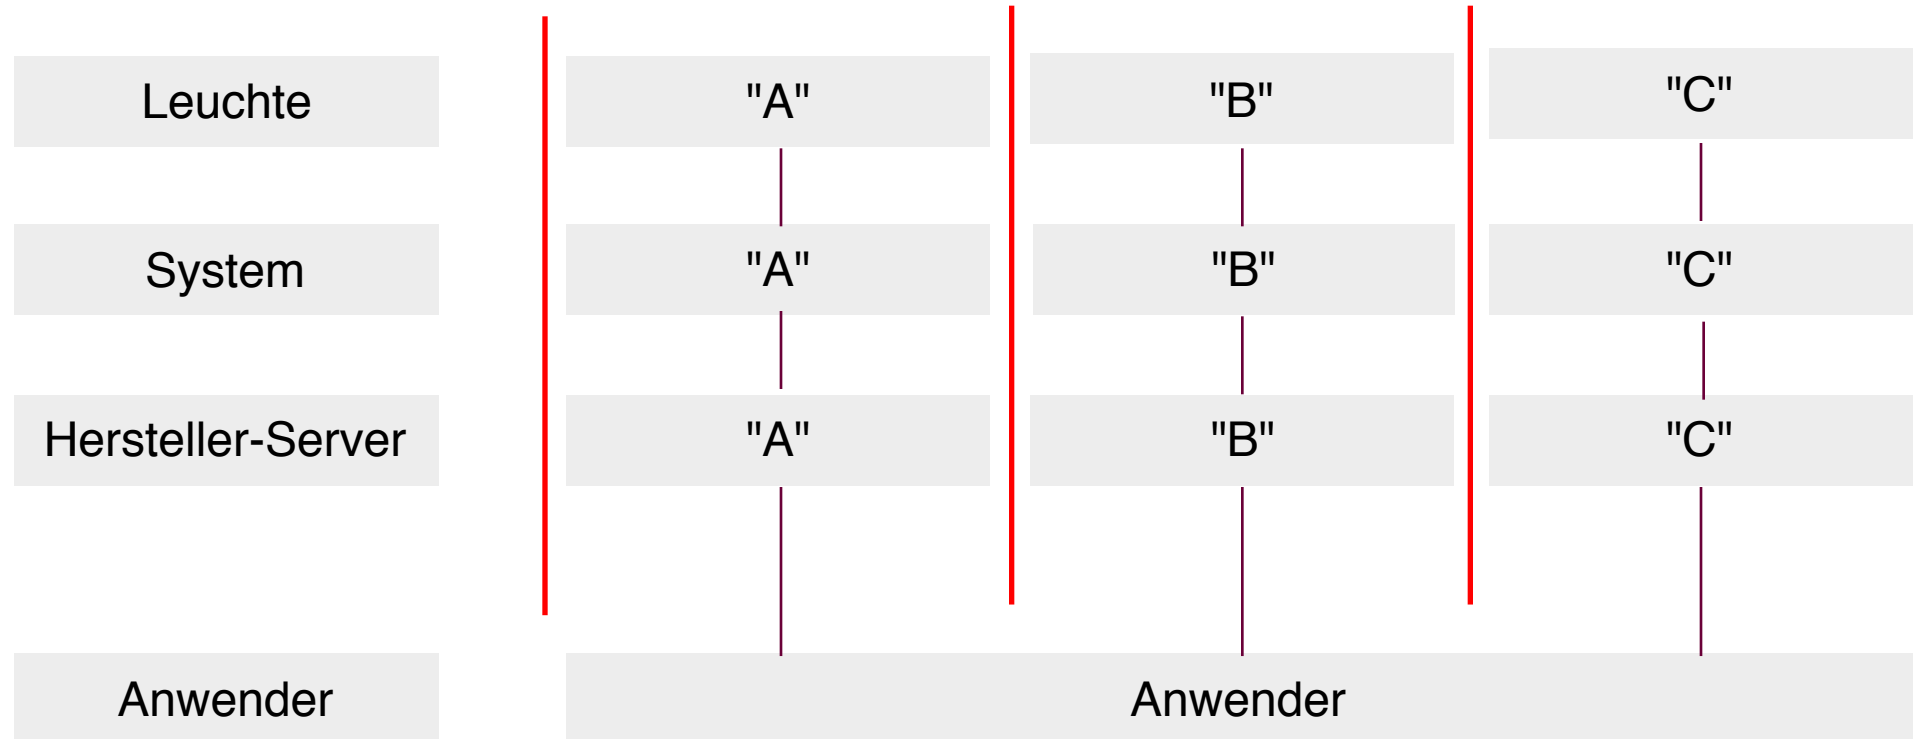 Leuchte
"A"
"B"
"C"
System
"A"
"B"
"C"
Hersteller-Server
"A"
"B"
"C"
Anwender
Anwender